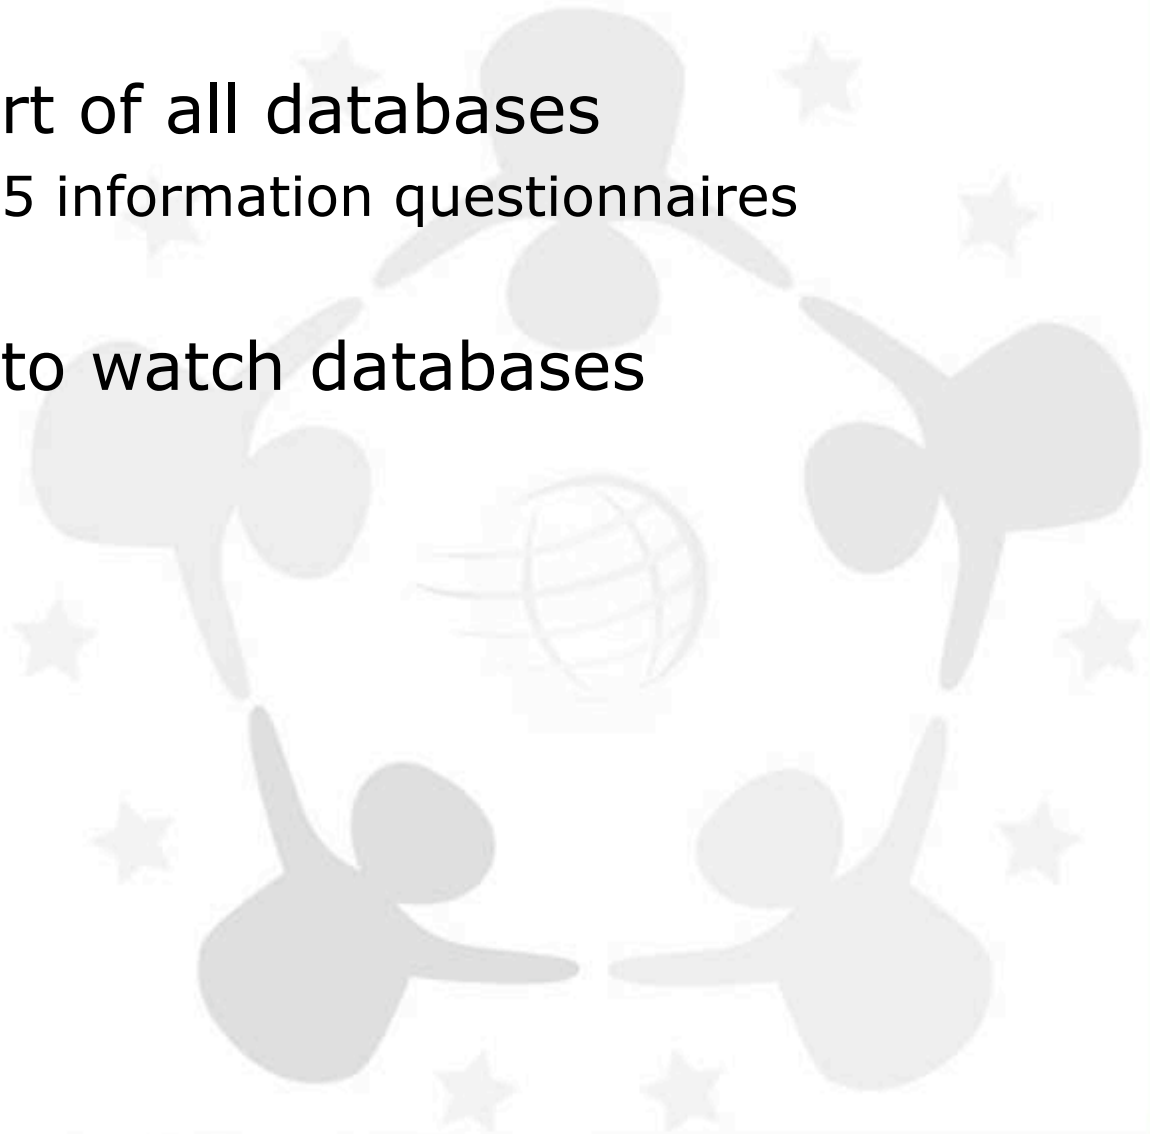 rt of all databases
5 information questionnaires
to watch databases